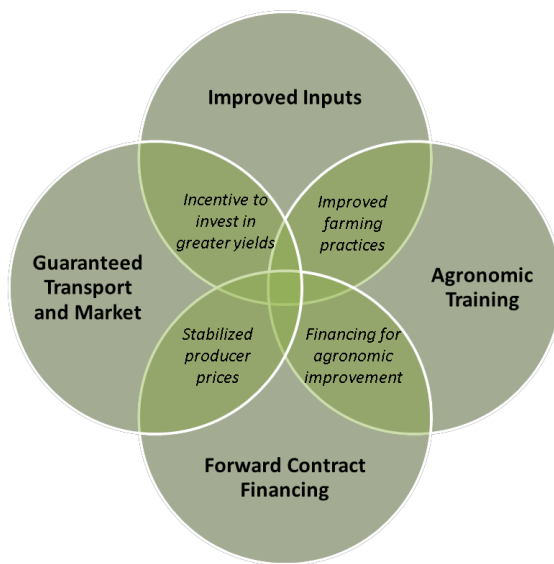 Improved Inputs
Incentive to
invest in
greater yields
Improved
farming
practices
Guaranteed
Transport
and Market
Agronomic
Training
Stabilized
producer
prices
Financing for
agronomic
improvement
Forward Contract
Financing